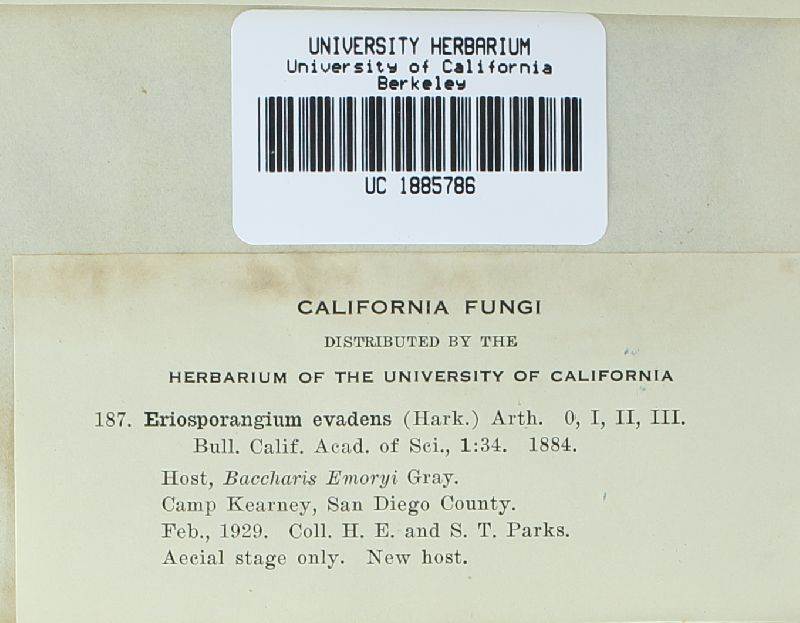 UNIVERSITY HERBARIUM
University of California
Berkeley
UC 1885786
CALIFORNIA FUNGI
DISTRIBUTED BY THE
HERBARIUM OF THE UNIVERSITY OF CALIFORNIA
187. Eriosporangium evadens (Hark.) Arth. 0, I, II, III.
Bull. Calif. Acad. of Sci., 1:34. 1884.
Host, Baccharis Emoryi Gray.
Camp Kearney, San Diego County.
Feb., 1929. Coll. H. E. and S. T. Parks.
Aecial stage only. New host.